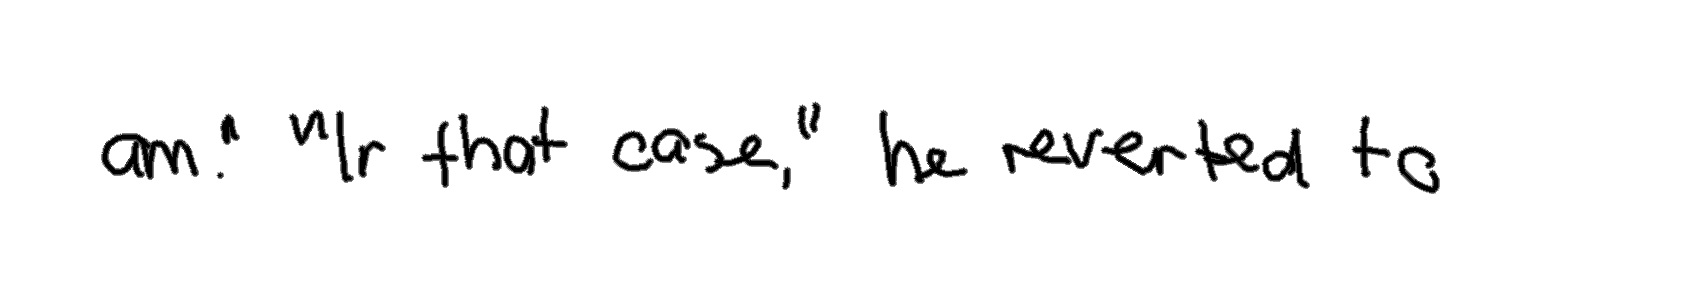 am." "In that case," he reverted to